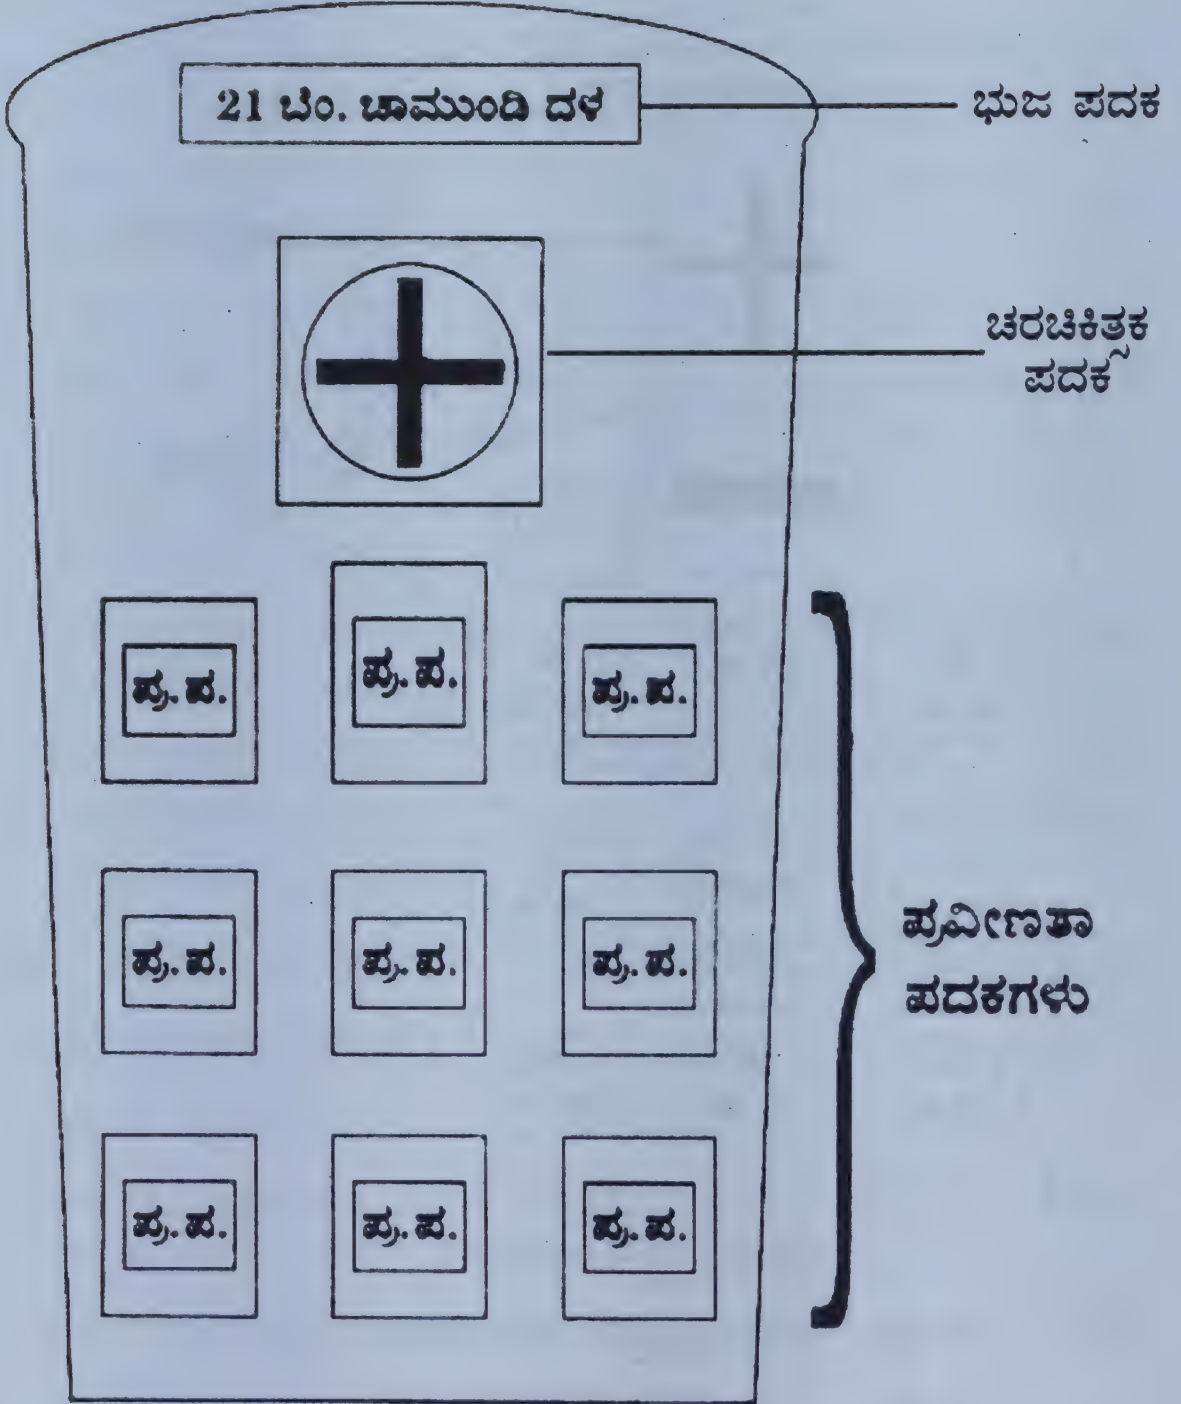 21 ಬೆಂ. ಚಾಮುಂಡಿ ದಳ
ಭುಜ ಪದಕ
ಚರಚಿಕಿತ್ಸಕ
ಪದಕ
ಪ್ರ. ಪ.
ಪ್ರ. ಪ.
ಪ್ರ. ಪ.
ಪ್ರ. ಪ.
ಪ್ರ. ಪ.
ಪ್ರ. ಪ.
ಪ್ರವೀಣತಾ
ಪದಕಗಳು
ಪ್ರ. ಪ.
ಪ್ರ. ಪ.
ಪ್ರ. ಪ.